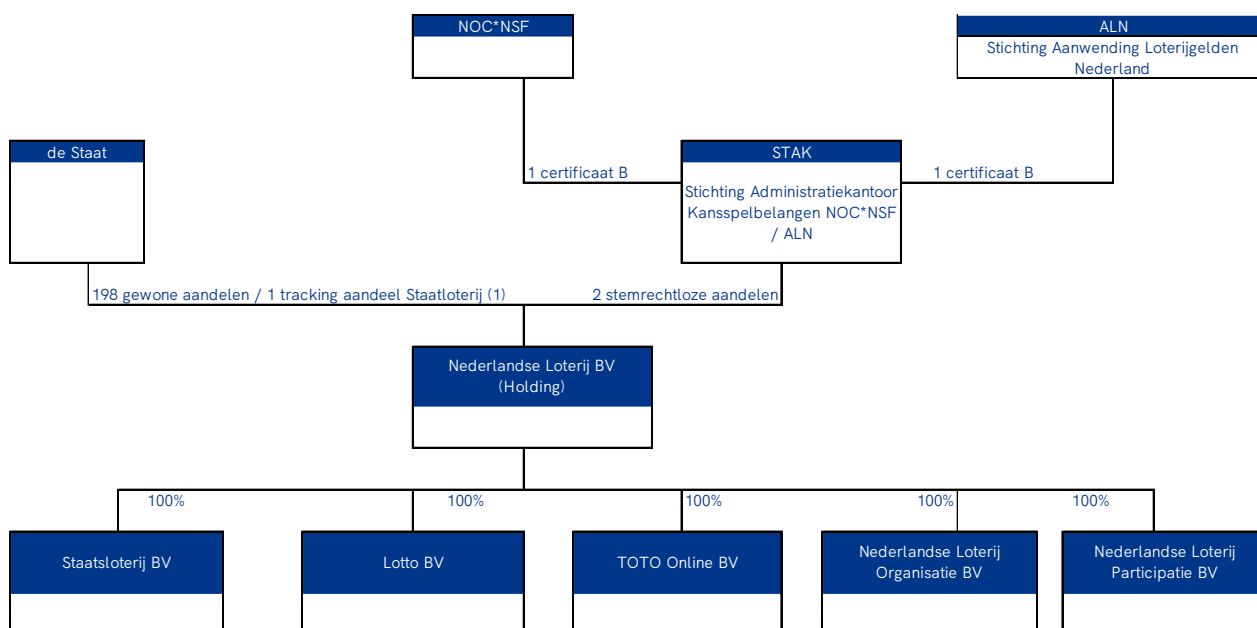 NOC*NSF
ALN
Stichting Aanwending Loterijgelden
Nederland
de Staat
STAK
1 certificaat B
1 certificaat B
Stichting Administratiekantoor
Kansspelbelangen NOC*NSF
/ ALN
198 gewone aandelen / 1 tracking aandeel Staatloterij (1)
2 stemrechtloze aandelen
Nederlandse Loterij BV
(Holding)
100%
100%
100%
100%
100%
Staatsloterij BV
Lotto BV
TOTO Online BV
Nederlandse Loterij
Organisatie BV
Nederlandse Loterij
Participatie BV